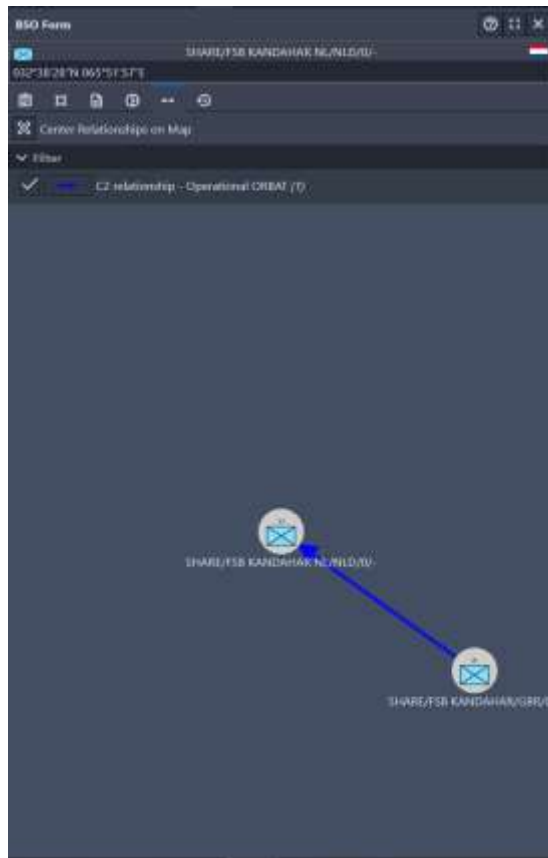 BSO Form
SHARE/FSB KANDAHAR NL/NLD/0/-
032°38'28"N 065°51'57"E
Center Relationships on Map
Filter
C2 relationship - Operational ORBAT (1)
SHARE/FSB KANDAHAR NL/NLD/0/-
SHARE/FSB KANDAHAR/GBR/